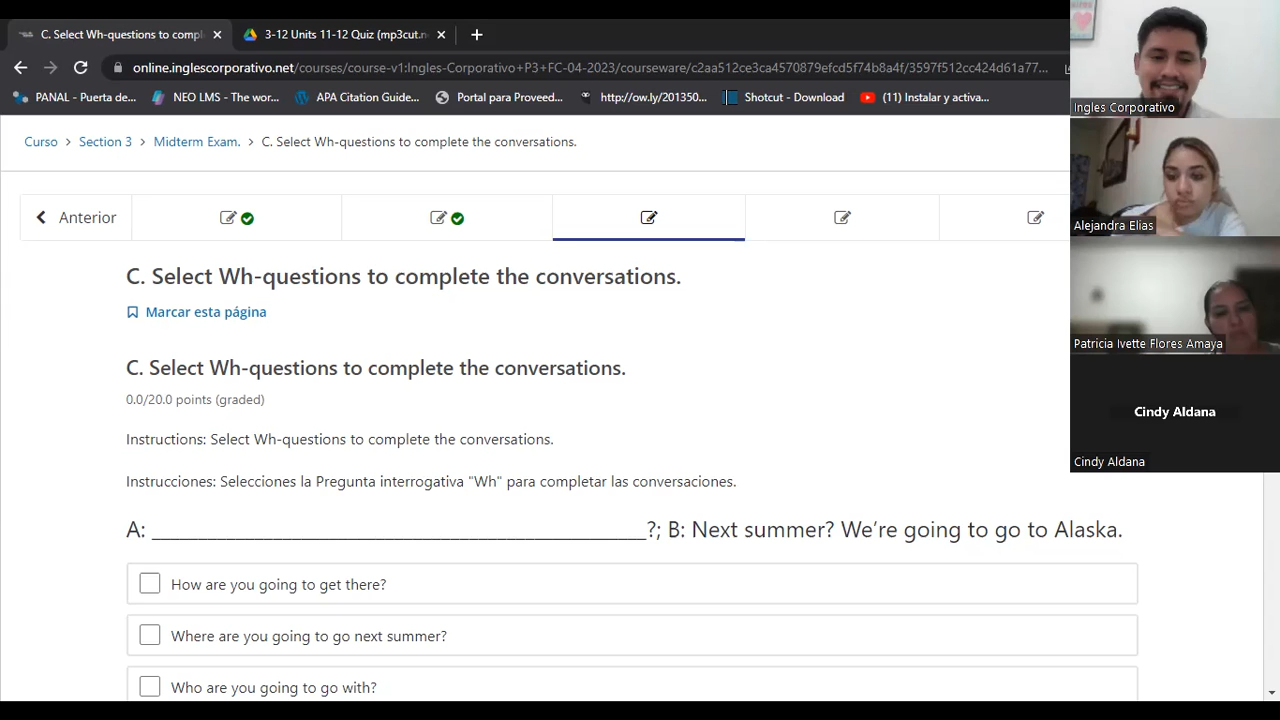 C. Select Wh-questions to compl
3-12 Units 11-12 Quiz (mp3cut.n
online.inglescorporativo.net/courses/course-v1:Ingles-Corporativo+P3+FC-04-2023/courseware/c2aa512ce3ca4570879efcd5f74b8a4f/3597f512cc424d61a77...
PANAL - Puerta de...
NEO LMS - The wor...
APA Citation Guide...
Portal para Proveed...
http://ow.ly/201350...
Shotcut - Download
(11) Instalar y activa...
Ingles Corporativo
Alejandra Elias
Patricia Ivette Flores Amaya
Cindy Aldana
Cindy Aldana
Curso > Section 3 > Midterm Exam. > C. Select Wh-questions to complete the conversations.
Anterior
C. Select Wh-questions to complete the conversations.
Marcar esta página
C. Select Wh-questions to complete the conversations.
0.0/20.0 points (graded)
Instructions: Select Wh-questions to complete the conversations.
Instrucciones: Selecciones la Pregunta interrogativa "Wh" para completar las conversaciones.
A: ______________________________________?; B: Next summer? We’re going to go to Alaska.
How are you going to get there?
Where are you going to go next summer?
Who are you going to go with?